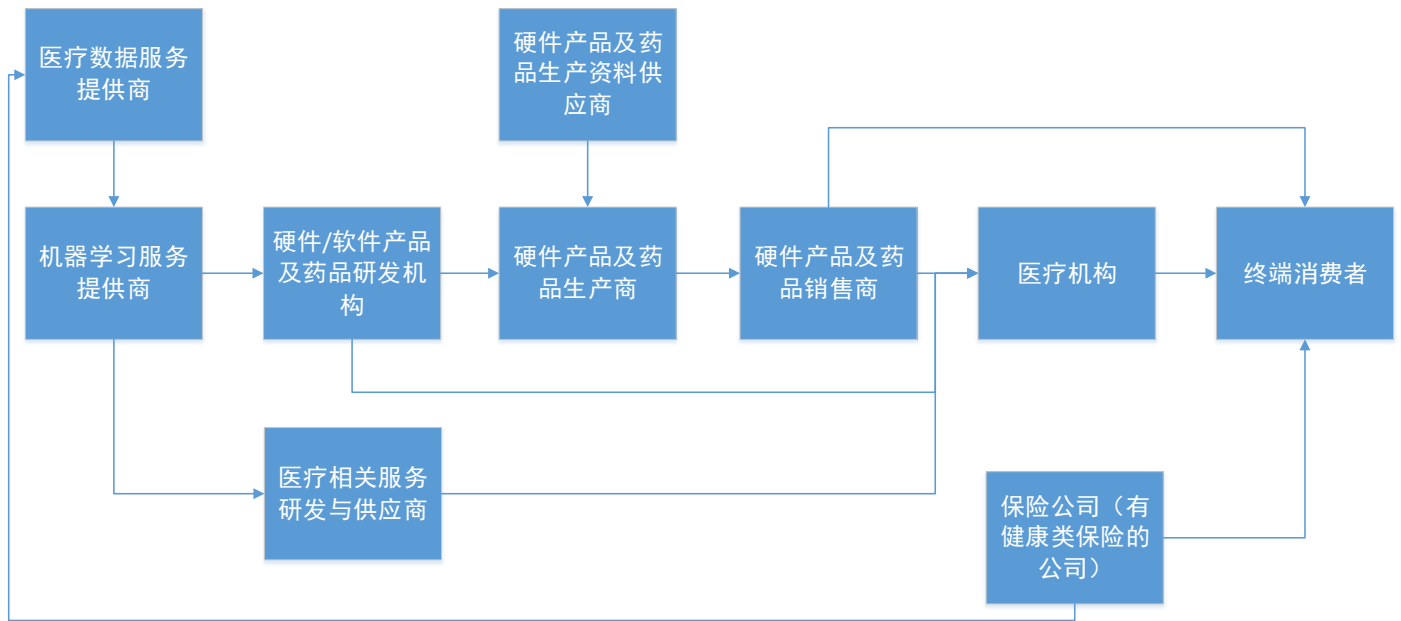 医疗数据服务
提供商
硬件产品及药
品生产资料供
应商
机器学习服务
提供商
硬件/软件产品
及药品研发机
构
硬件产品及药
品生产商
硬件产品及药
品销售商
医疗机构
终端消费者
医疗相关服务
研发与供应商
保险公司（有
健康类保险的
公司）